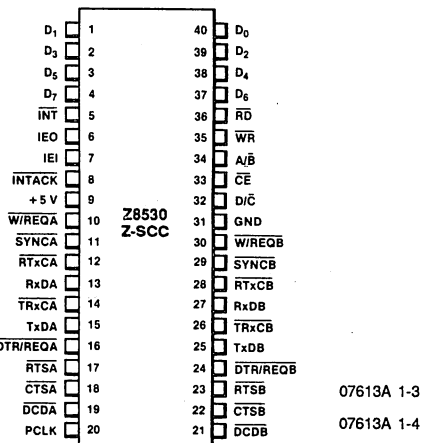 D1 1 40 D0
D3 2 39 D2
D5 3 38 D4
D7 4 37 D6
INT 5 36 RD
IEO 6 35 WR
IEI 7 34 A/B
INTACK 8 33 CE
+5 V 9 32 D/C
W/REQA 10 31 GND
Z8530
Z-SCC
SYNCA 11 30 W/REQB
RTxCA 12 29 SYNCB
RxDA 13 28 RTxCB
TRxCA 14 27 RxDB
TxDA 15 26 TRxCB
DTR/REQA 16 25 TxDB
RTSA 17 24 DTR/REQB
CTSA 18 23 RTSB
DCDA 19 22 CTSB
PCLK 20 21 DCDB
07613A 1-3
07613A 1-4